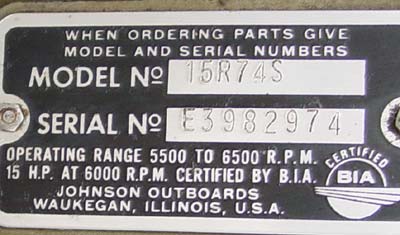 WHEN ORDERING PARTS GIVE
MODEL AND SERIAL NUMBERS
MODEL Nº 15R74S
SERIAL Nº E3982974
OPERATING RANGE 5500 TO 6500 R.P.M.
15 H.P. AT 6000 R.P.M. CERTIFIED BY B.I.A.
JOHNSON OUTBOARDS
WAUKEGAN, ILLINOIS, U.S.A.
CERTIFIED
BIA